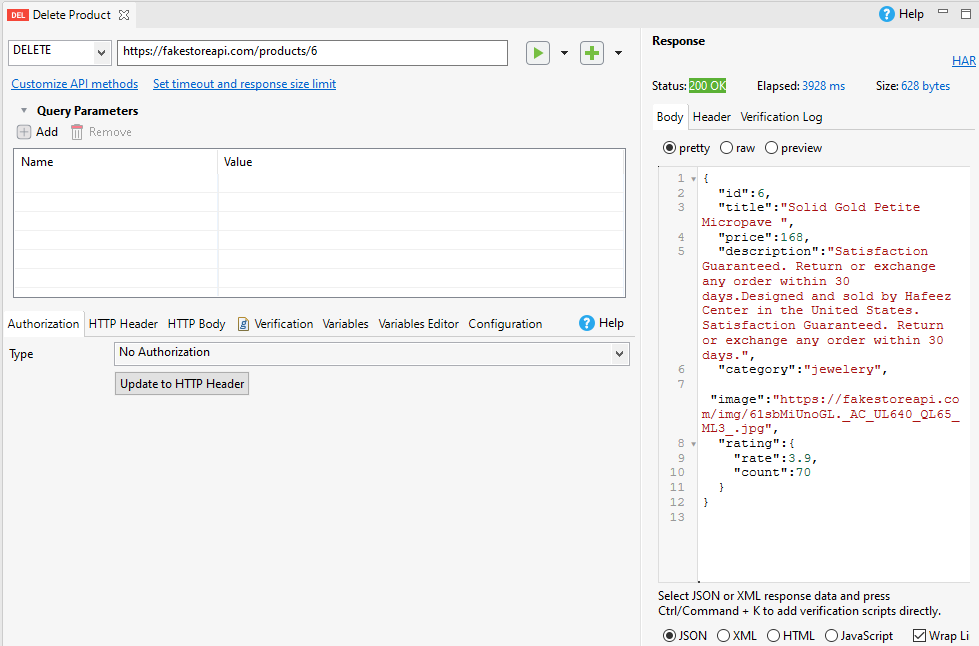 DEL Delete Product
Help
DELETE
https://fakestoreapi.com/products/6
Customize API methods Set timeout and response size limit
Query Parameters
Add Remove
Name Value
Authorization HTTP Header HTTP Body Verification Variables Variables Editor Configuration Help
Type No Authorization
Update to HTTP Header
Response
HAR
Status: 200 OK Elapsed: 3928 ms Size: 628 bytes
Body Header Verification Log
pretty raw preview
1 {
2 "id":6,
3 "title":"Solid Gold Petite
Micropave ",
4 "price":168,
5 "description":"Satisfaction
Guaranteed. Return or exchange
any order within 30
days.Designed and sold by Hafeez
Center in the United States.
Satisfaction Guaranteed. Return
or exchange any order within 30
days.",
6 "category":"jewelery",
7
"image":"https://fakestoreapi.co
m/img/61sbMiUnoGL._AC_UL640_QL65_
ML3_.jpg",
8 "rating":{
9 "rate":3.9,
10 "count":70
11 }
12 }
13
Select JSON or XML response data and press
Ctrl/Command + K to add verification scripts directly.
JSON XML HTML JavaScript Wrap Li